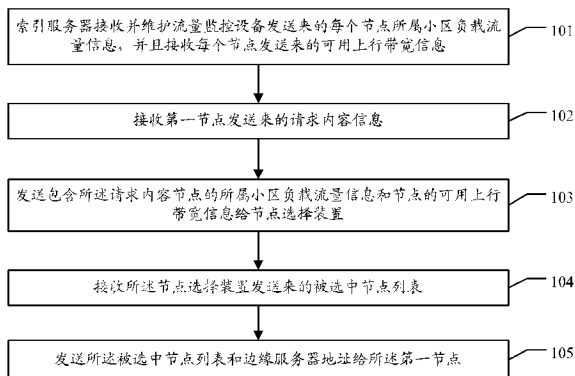 索引服务器接收并维护流量监控设备发送来的每个节点所属小区负载流
量信息，并且接收每个节点发送来的可用上行带宽信息
101
接收第一节点发送来的请求内容信息
102
发送包含所述请求内容节点的所属小区负载流量信息和节点的可用上行
带宽信息给节点选择装置
103
接收所述节点选择装置发送来的被选中节点列表
104
发送所述被选中节点列表和边缘服务器地址给所述第一节点
105